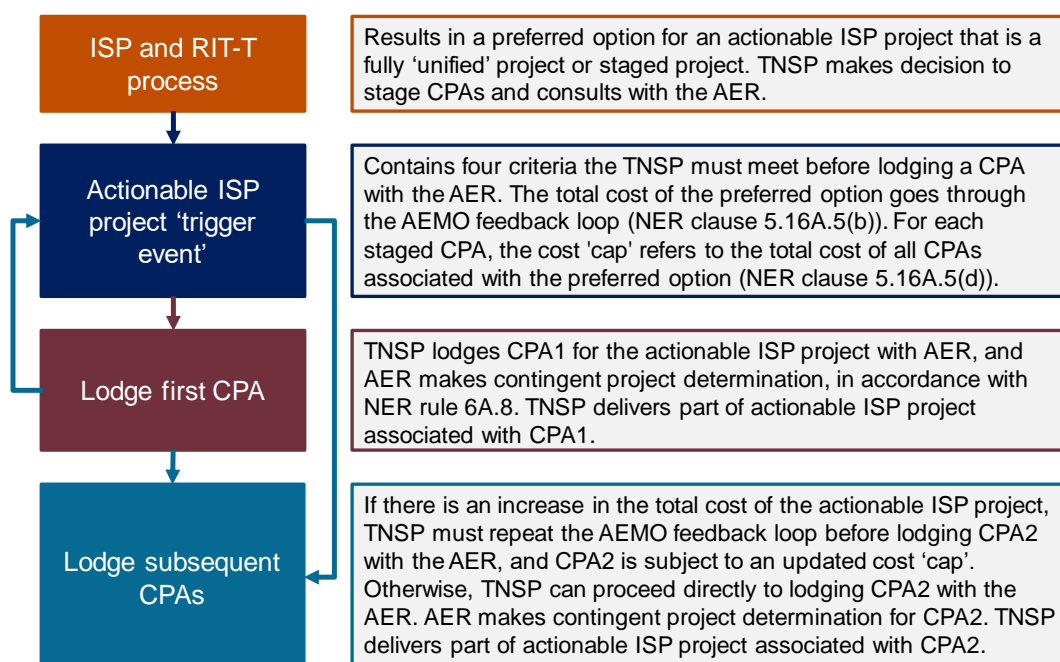 ISP and RIT-T
process
Results in a preferred option for an actionable ISP project that is a
fully ‘unified’ project or staged project. TNSP makes decision to
stage CPAs and consults with the AER.
Actionable ISP
project ‘trigger
event’
Contains four criteria the TNSP must meet before lodging a CPA
with the AER. The total cost of the preferred option goes through
the AEMO feedback loop (NER clause 5.16A.5(b)). For each
staged CPA, the cost 'cap' refers to the total cost of all CPAs
associated with the preferred option (NER clause 5.16A.5(d)).
Lodge first CPA
TNSP lodges CPA1 for the actionable ISP project with AER, and
AER makes contingent project determination, in accordance with
NER rule 6A.8. TNSP delivers part of actionable ISP project
associated with CPA1.
Lodge subsequent
CPAs
If there is an increase in the total cost of the actionable ISP project,
TNSP must repeat the AEMO feedback loop before lodging CPA2
with the AER, and CPA2 is subject to an updated cost ‘cap’.
Otherwise, TNSP can proceed directly to lodging CPA2 with the
AER. AER makes contingent project determination for CPA2. TNSP
delivers part of actionable ISP project associated with CPA2.